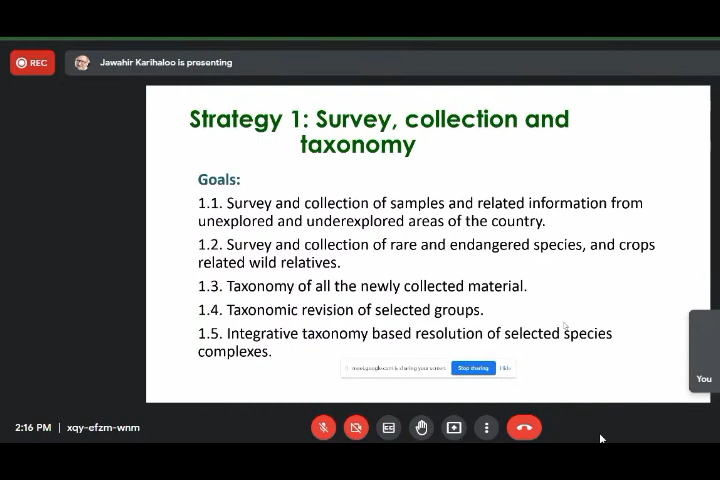 REC
Jawahir Karihaloo is presenting
Strategy 1: Survey, collection and
taxonomy
Goals:
1.1. Survey and collection of samples and related information from
unexplored and underexplored areas of the country.
1.2. Survey and collection of rare and endangered species, and crops
related wild relatives.
1.3. Taxonomy of all the newly collected material.
1.4. Taxonomic revision of selected groups.
1.5. Integrative taxonomy based resolution of selected species
complexes.
meet.google.com is sharing your screen. Stop sharing Hide
You
2:16 PM | xqy-efzm-wnm